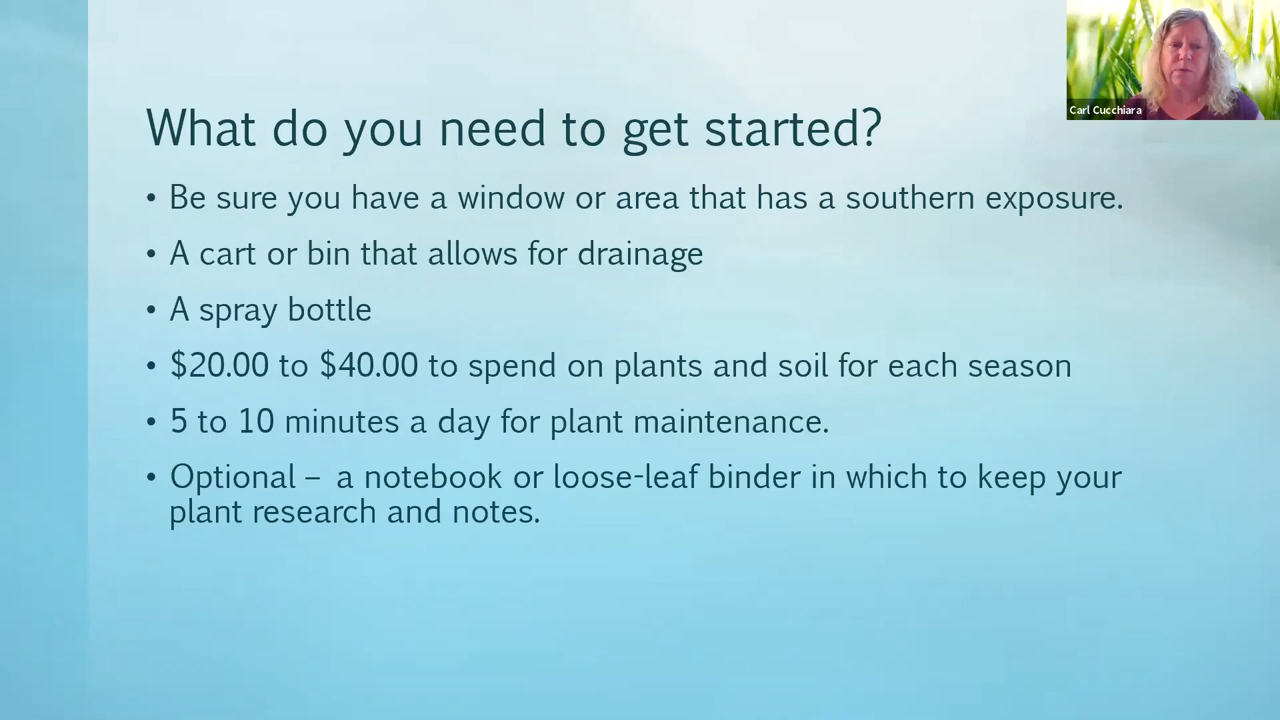 What do you need to get started?
• Be sure you have a window or area that has a southern exposure.
• A cart or bin that allows for drainage
• A spray bottle
• $20.00 to $40.00 to spend on plants and soil for each season
• 5 to 10 minutes a day for plant maintenance.
• Optional – a notebook or loose-leaf binder in which to keep your
plant research and notes.
Carl Cucchiara